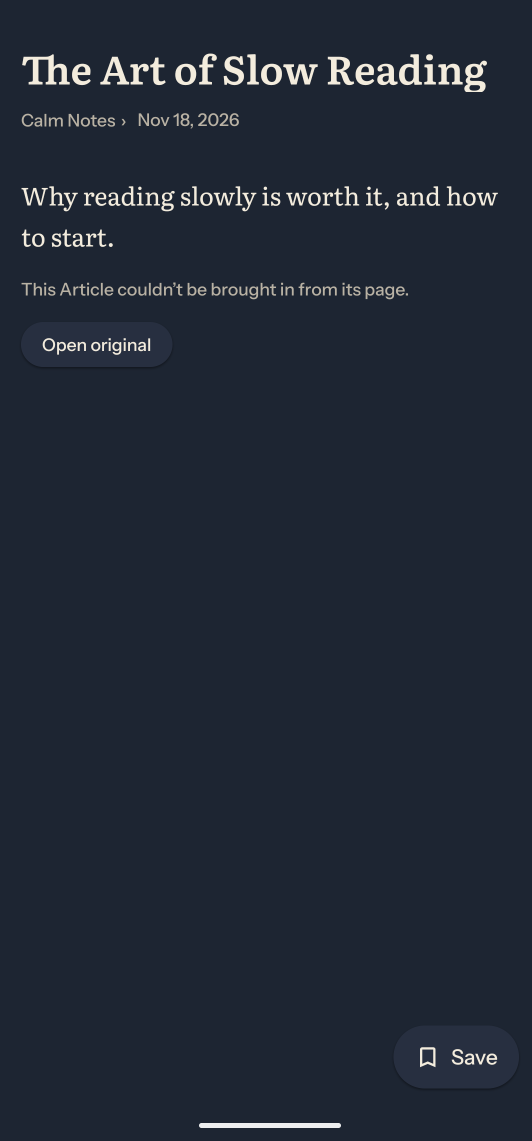 The Art of Slow Reading
Calm Notes › Nov 18, 2026
Why reading slowly is worth it, and how
to start.
This Article couldn’t be brought in from its page.
Open original
Save